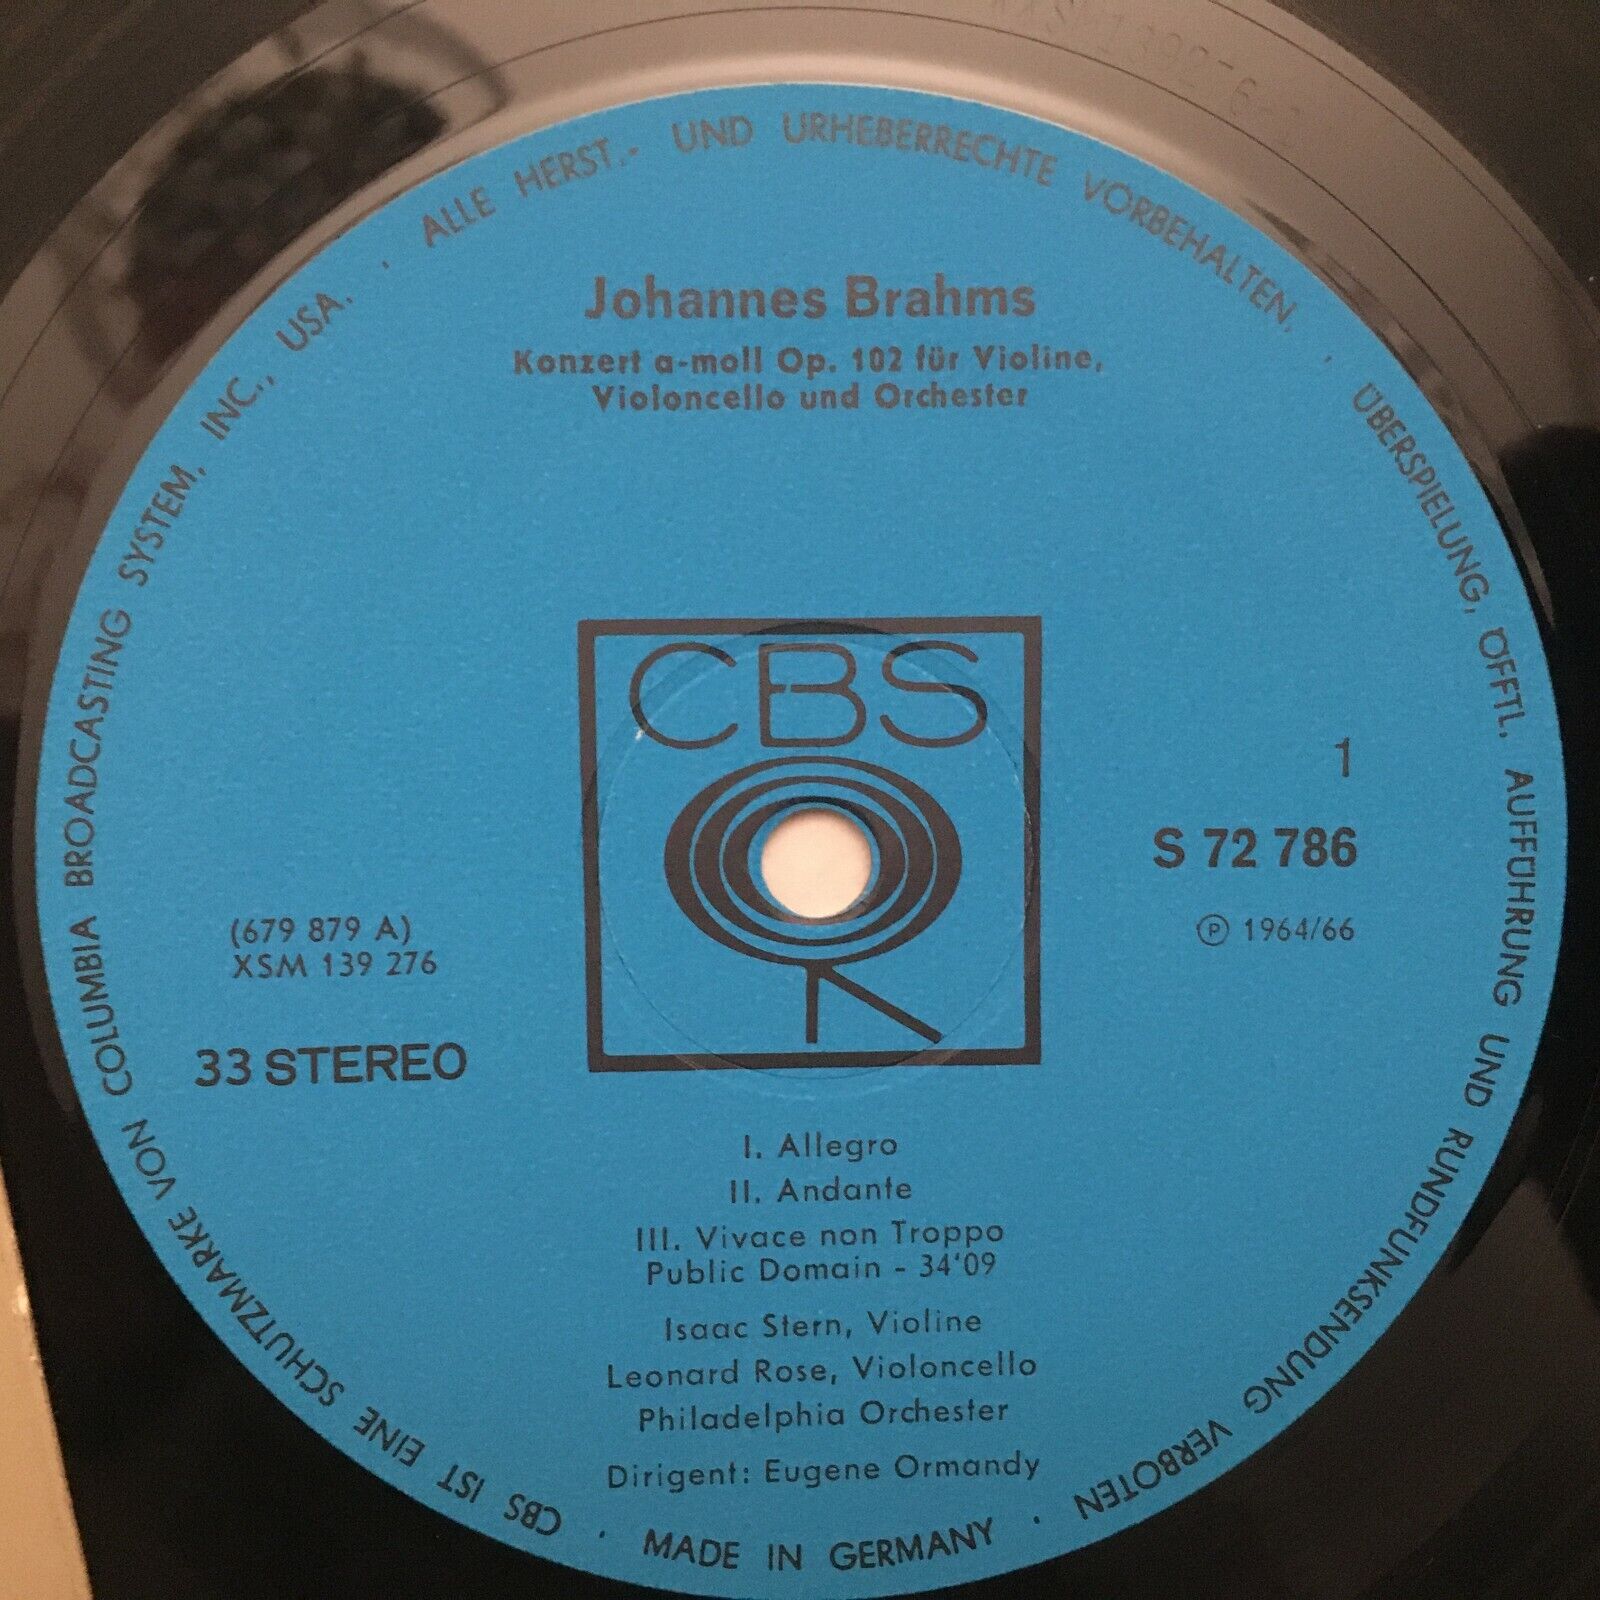 Johannes Brahms
Konzert a-moll Op. 102 für Violine,
Violoncello und Orchester
CBS
1
S 72 786
Ⓟ 1964/66
(679 879 A)
XSM 139 276
33 STEREO
I. Allegro
II. Andante
III. Vivace non Troppo
Public Domain - 34'09
Isaac Stern, Violine
Leonard Rose, Violoncello
Philadelphia Orchester
Dirigent: Eugene Ormandy
ALLE HERST.- UND URHEBERRECHTE VORBEHALTEN. · ÜBERSPIELUNG, ÖFFTL. AUFFÜHRUNG UND RUNDFUNKSENDUNG VERBOTEN · MADE IN GERMANY · CBS IST EINE SCHUTZMARKE VON COLUMBIA BROADCASTING SYSTEM, INC., USA. ·